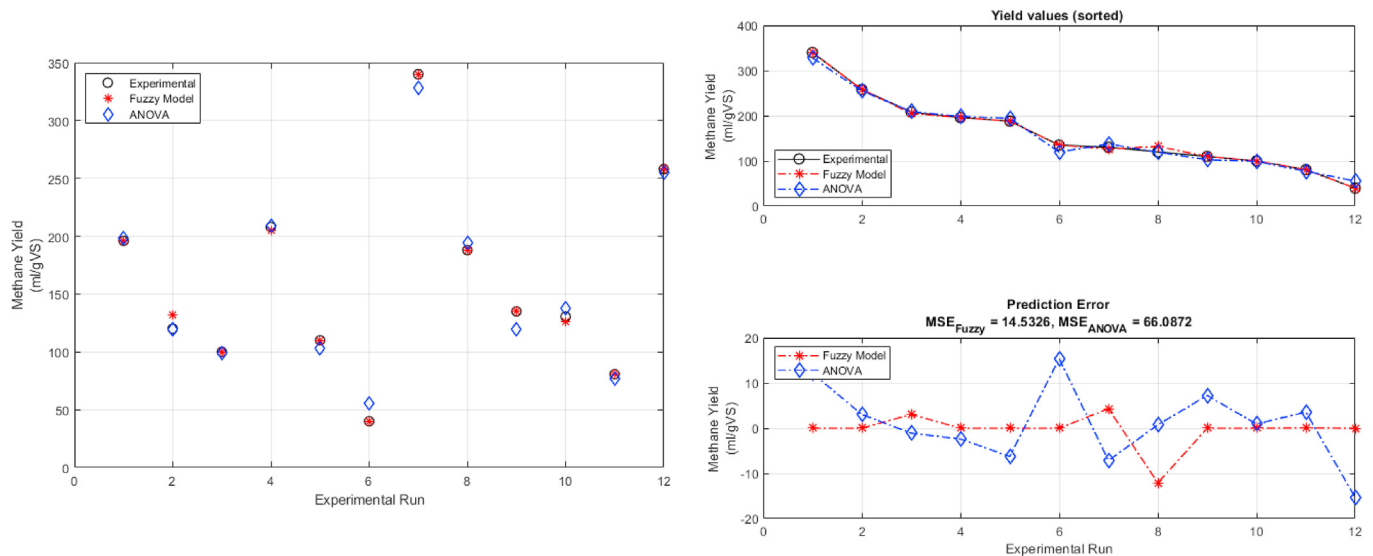 350
300
250
200
150
100
50
0
Methane Yield
(ml/gVS)
Experimental
Fuzzy Model
ANOVA
0 2 4 6 8 10 12
Experimental Run
Yield values (sorted)
400
300
200
100
0
Methane Yield
(ml/gVS)
Experimental
Fuzzy Model
ANOVA
0 2 4 6 8 10 12
Prediction Error
MSE_Fuzzy = 14.5326, MSE_ANOVA = 66.0872
20
10
0
-10
-20
Methane Yield
(ml/gVS)
Fuzzy Model
ANOVA
0 2 4 6 8 10 12
Experimental Run